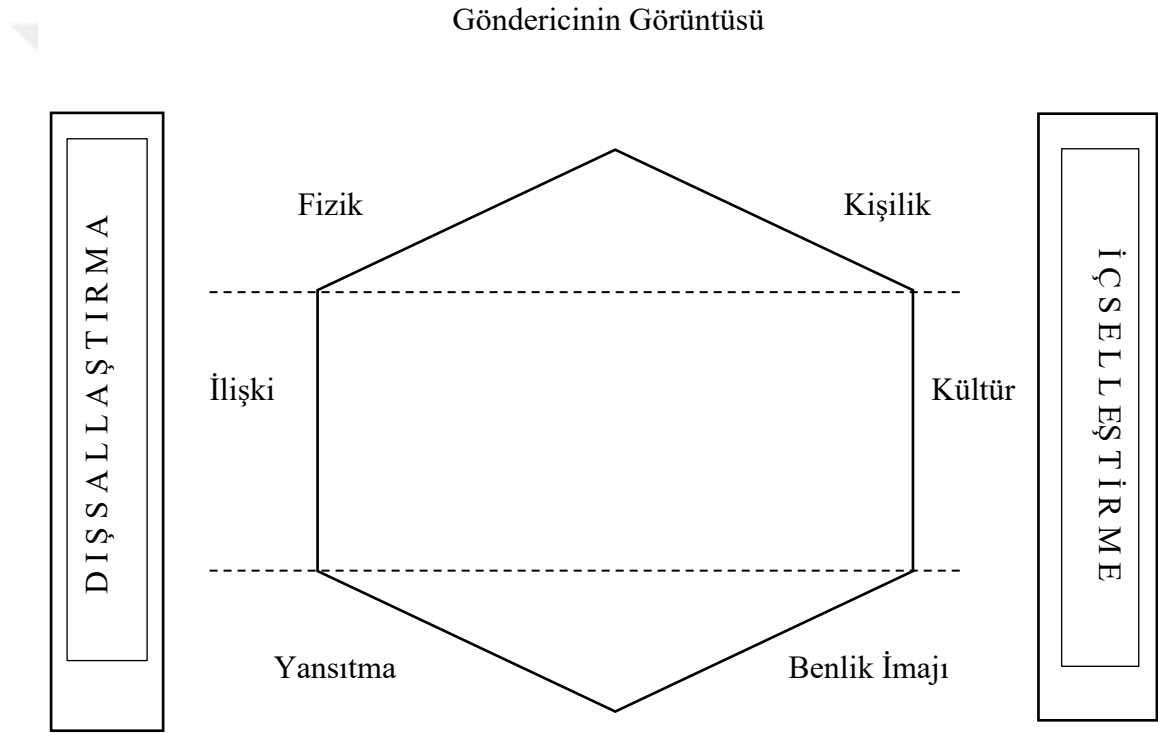 Göndericinin Görüntüsü
Fizik
Kişilik
DIŞSALLAŞTIRMA
İÇSELLEŞTİRME
İlişki
Kültür
Yansıtma
Benlik İmajı